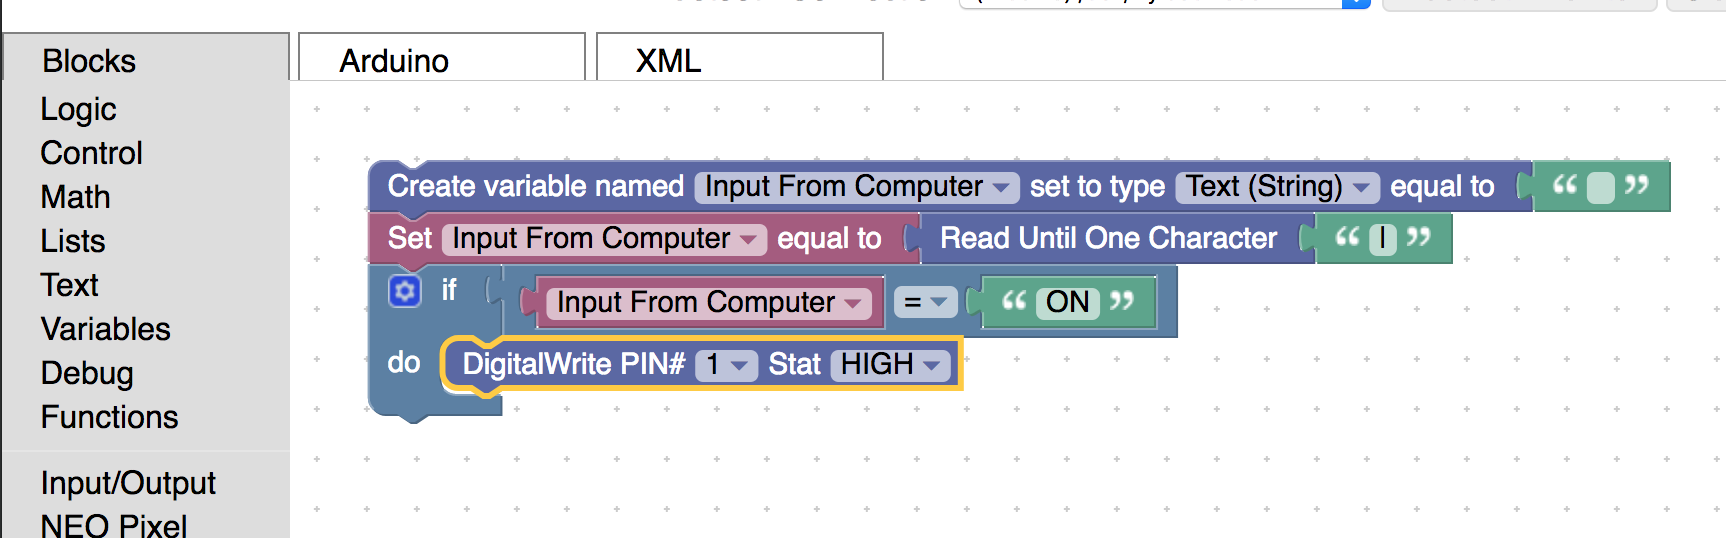 Blocks
Arduino
XML
Logic
Control
Math
Lists
Text
Variables
Debug
Functions
Input/Output
NEO Pixel
Create variable named Input From Computer set to type Text (String) equal to “ ”
Set Input From Computer equal to Read Until One Character “ | ”
if Input From Computer = “ ON ”
do DigitalWrite PIN# 1 Stat HIGH